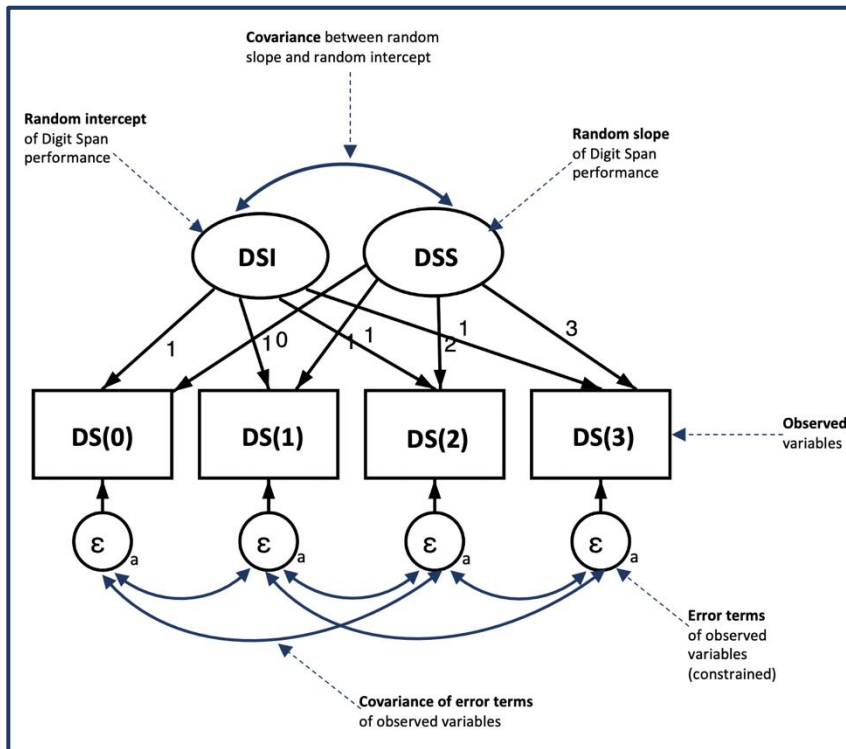 Covariance between random
slope and random intercept
Random intercept
of Digit Span
performance
Random slope
of Digit Span
performance
DSI
DSS
1
1
0
1
1
2
1
3
DS(0)
DS(1)
DS(2)
DS(3)
Observed
variables
ε a
ε a
ε a
ε a
Error terms
of observed
variables
(constrained)
Covariance of error terms
of observed variables